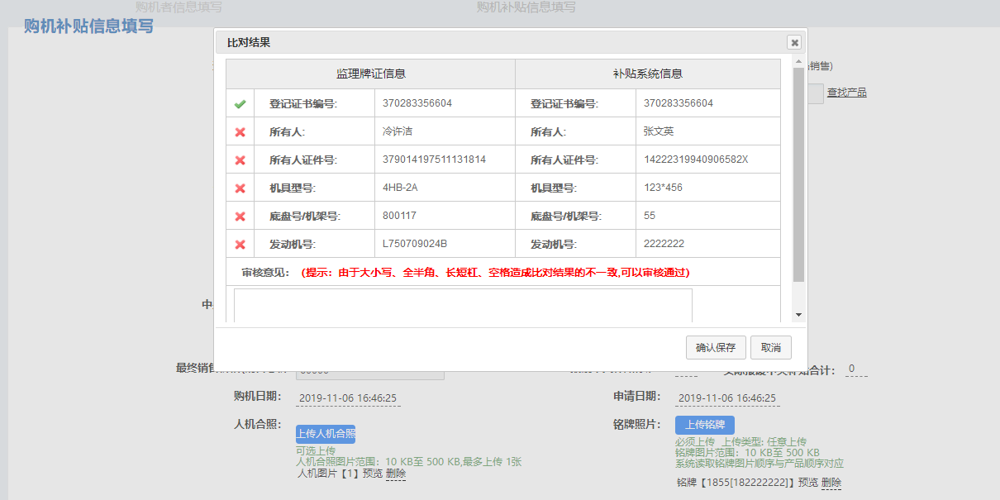 购机者信息填写 购机补贴信息填写
购机补贴信息填写
比对结果
监理牌证信息 补贴系统信息
登记证书编号: 370283356604 登记证书编号: 370283356604
所有人: 冷许洁 所有人: 张文英
所有人证件号: 379014197511131814 所有人证件号: 14222319940906582X
机具型号: 4HB-2A 机具型号: 123*456
底盘号/机架号: 800117 底盘号/机架号: 55
发动机号: L750709024B 发动机号: 2222222
审核意见: (提示：由于大小写、全半角、长短杠、空格造成比对结果的不一致,可以审核通过)
确认保存 取消
销售)
查找产品
中
最终销售 合计： 0
购机日期: 2019-11-06 16:46:25 申请日期: 2019-11-06 16:46:25
人机合照: 上传人机合照 铭牌照片: 上传铭牌
可选上传 必须上传 上传类型: 任意上传
人机合照图片范围：10 KB至 500 KB,最多上传 1张 铭牌图片范围：10 KB至 500 KB
系统读取铭牌图片顺序与产品顺序对应
人机图片【1】预览 删除 铭牌【1855[182222222]】预览 删除